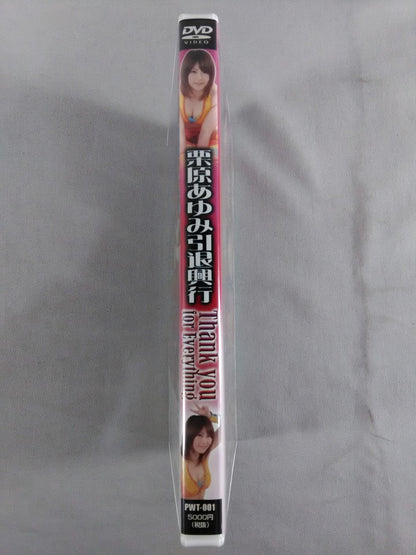 DVD
VIDEO
栗原あゆみ引退興行
Thank you
for Everything
PWT-001
5000円
(税抜)